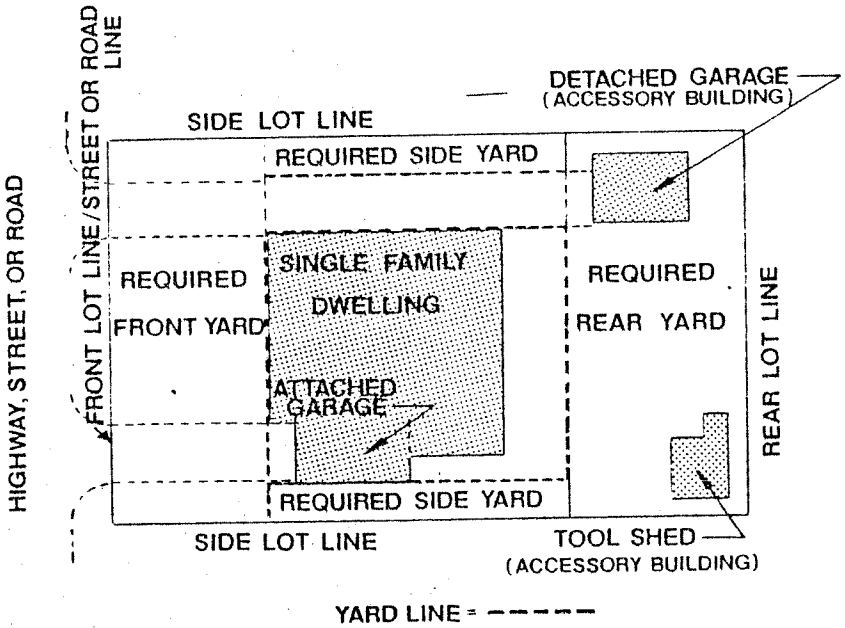 HIGHWAY, STREET, OR ROAD
FRONT LOT LINE/STREET OR ROAD
LINE
SIDE LOT LINE
DETACHED GARAGE
(ACCESSORY BUILDING)
REQUIRED SIDE YARD
REQUIRED
FRONT YARD
SINGLE FAMILY
DWELLING
REQUIRED
REAR YARD
REAR LOT LINE
ATTACHED
GARAGE
REQUIRED SIDE YARD
SIDE LOT LINE
TOOL SHED
(ACCESSORY BUILDING)
YARD LINE =